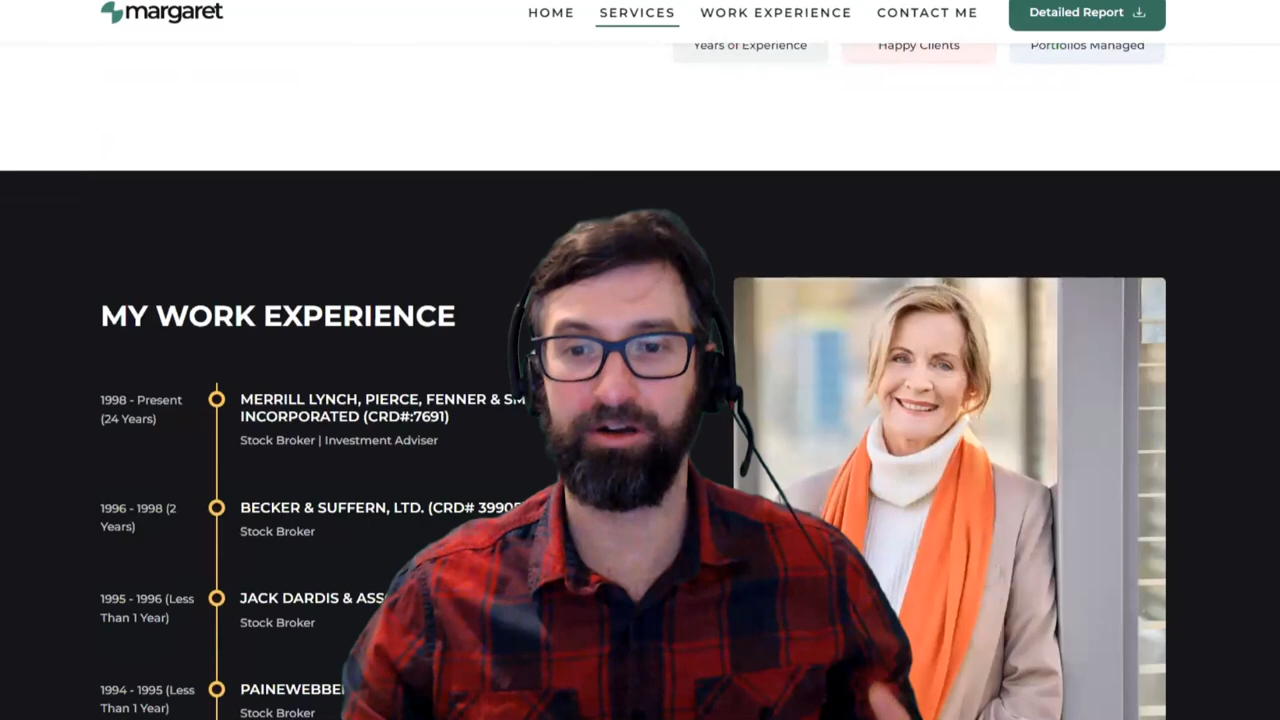 margaret
HOME SERVICES WORK EXPERIENCE CONTACT ME Detailed Report
Years of Experience Happy Clients Portfolios Managed
MY WORK EXPERIENCE
1998 - Present
(24 Years)
MERRILL LYNCH, PIERCE, FENNER &
INCORPORATED (CRD#:7691)
Stock Broker | Investment Adviser
1996 - 1998 (2
Years)
BECKER & SUFFERN, LTD. (CRD# 3990
Stock Broker
1995 - 1996 (Less
Than 1 Year)
JACK DARDIS &
Stock Broker
1994 - 1995 (Less
Than 1 Year)
PAINEWEBBE
Stock Broker